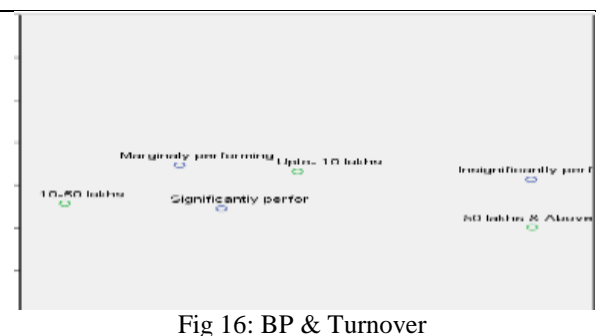 Marginaly performing
Upto- 10 lakhs
Insignificantly perf
10-50 lakhs
Significantly perfor
50 lakhs & Above
Fig 16: BP & Turnover